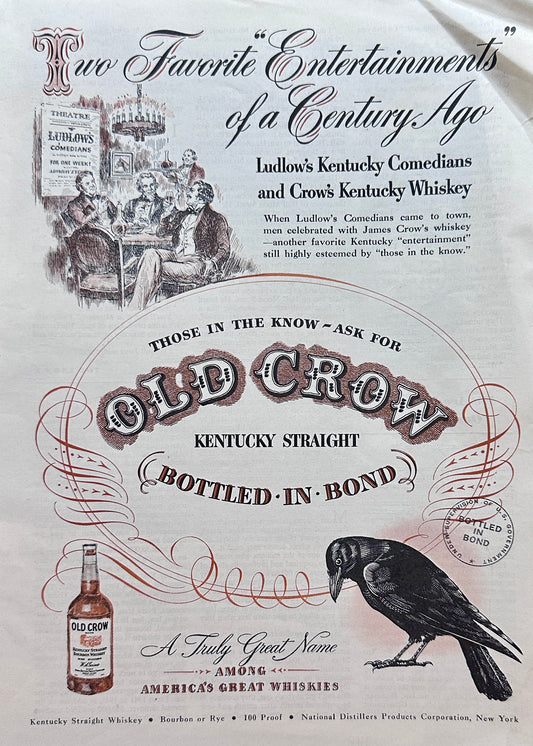 Two Favorite "Entertainments"
of a Century Ago
THEATRE
LUDLOW'S
COMEDIANS
FOR ONE WEEK
Ludlow's Kentucky Comedians
and Crow's Kentucky Whiskey
When Ludlow's Comedians came to town,
men celebrated with James Crow's whiskey
—another favorite Kentucky "entertainment"
still highly esteemed by "those in the know."
THOSE IN THE KNOW – ASK FOR
OLD CROW
KENTUCKY STRAIGHT
BOTTLED·IN·BOND
UNDER SUPERVISION OF U.S. GOVERNMENT
BOTTLED
IN
BOND
OLD CROW
KENTUCKY STRAIGHT
BOURBON WHISKEY
A Truly Great Name
AMONG
AMERICA'S GREAT WHISKIES
Kentucky Straight Whiskey • Bourbon or Rye • 100 Proof • National Distillers Products Corporation, New York